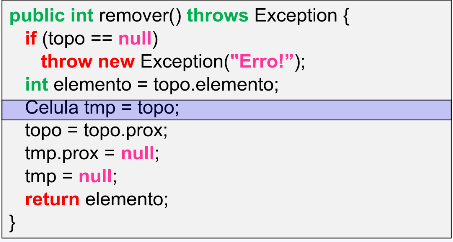 public int remover() throws Exception {
if (topo == null)
throw new Exception("Erro!”);
int elemento = topo.elemento;
Celula tmp = topo;
topo = topo.prox;
tmp.prox = null;
tmp = null;
return elemento;
}